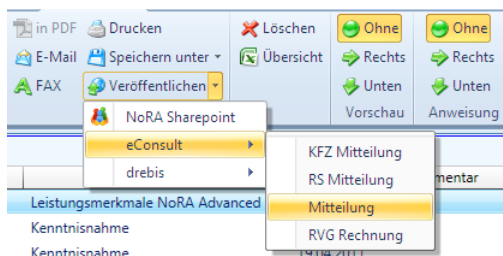 in PDF Drucken Löschen Ohne Ohne
E-Mail Speichern unter Übersicht Rechts Rechts
FAX Veröffentlichen Unten Unten
Vorschau Anweisung
NoRA Sharepoint
eConsult
drebis
KFZ Mitteilung
RS Mitteilung
Mitteilung
RVG Rechnung
mentar
Leistungsmerkmale NoRA Advanced
Kenntnisnahme
Kenntnisnahme